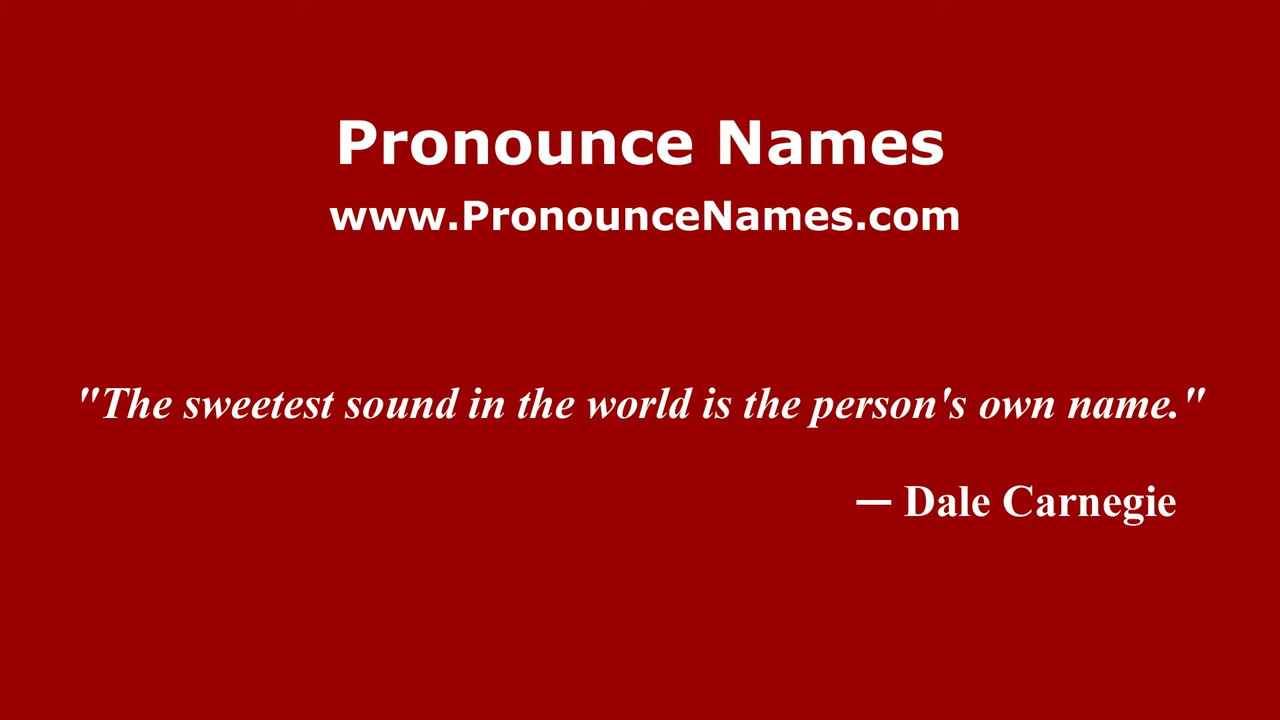 Pronounce Names
www.PronounceNames.com
"The sweetest sound in the world is the person's own name."
— Dale Carnegie